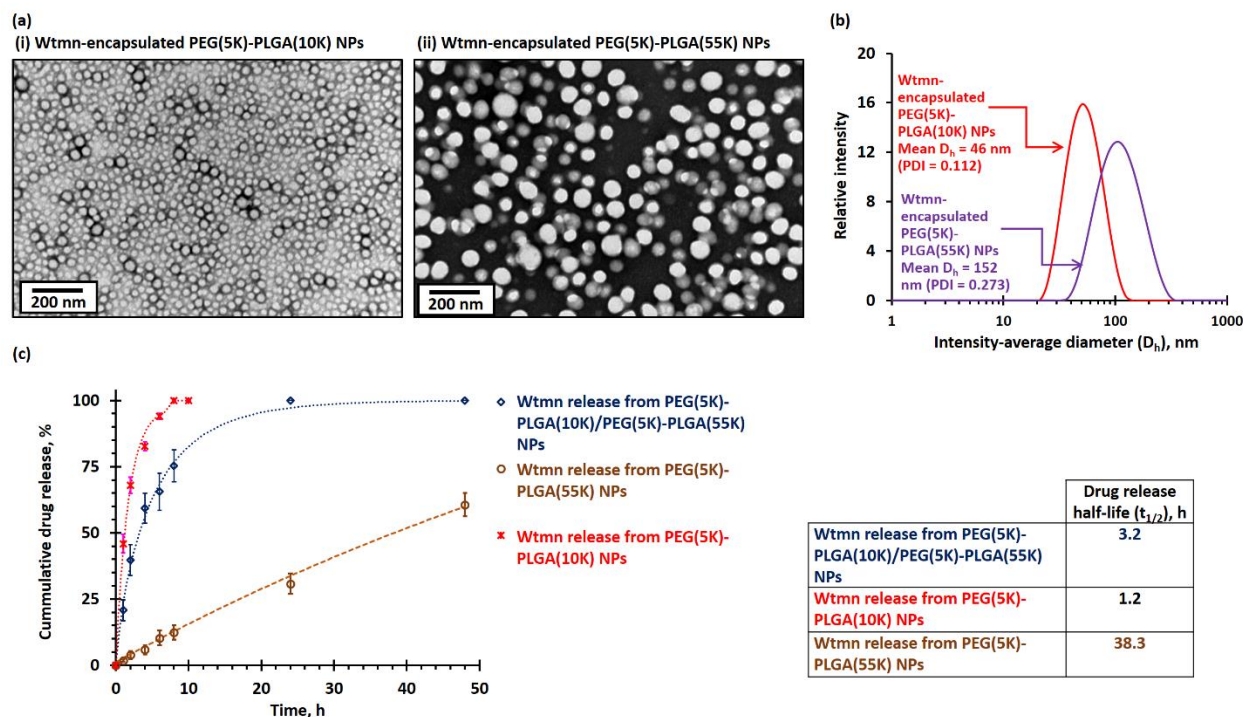 (a)
(i) Wtmn-encapsulated PEG(5K)-PLGA(10K) NPs
(ii) Wtmn-encapsulated PEG(5K)-PLGA(55K) NPs
200 nm
200 nm
(b)
Relative intensity
20
16
12
8
4
0
Wtmn-
encapsulated
PEG(5K)-
PLGA(10K) NPs
Mean Dh = 46 nm
(PDI = 0.112)
Wtmn-
encapsulated
PEG(5K)-
PLGA(55K) NPs
Mean Dh = 152
nm (PDI = 0.273)
1
10
100
1000
Intensity-average diameter (Dh), nm
(c)
Cummulative drug release, %
100
75
50
25
0
0
10
20
30
40
50
Time, h
Wtmn release from PEG(5K)-
PLGA(10K)/PEG(5K)-PLGA(55K)
NPs
Wtmn release from PEG(5K)-
PLGA(55K) NPs
Wtmn release from PEG(5K)-
PLGA(10K) NPs
Drug release
half-life (t1/2), h
Wtmn release from PEG(5K)-
PLGA(10K)/PEG(5K)-PLGA(55K)
NPs
3.2
Wtmn release from PEG(5K)-
PLGA(10K) NPs
1.2
Wtmn release from PEG(5K)-
PLGA(55K) NPs
38.3